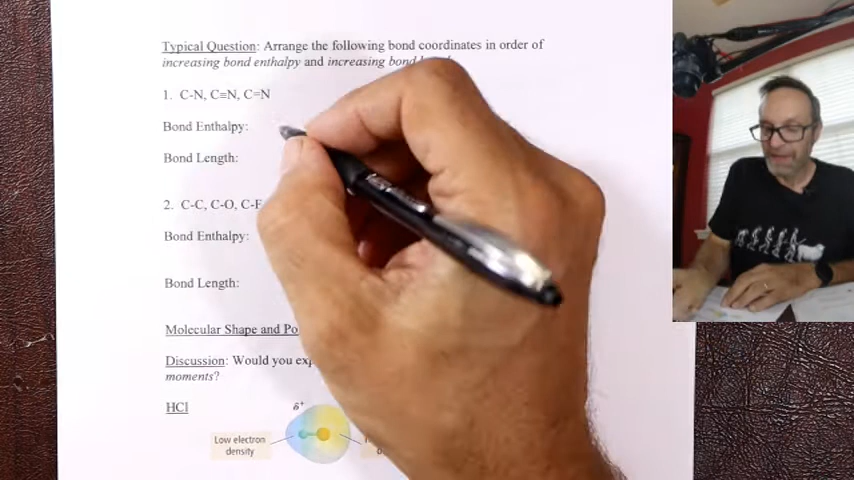 Typical Question: Arrange the following bond coordinates in order of
increasing bond enthalpy and increasing bond
1. C-N, C≡N, C=N
Bond Enthalpy:
Bond Length:
2. C-C, C-O, C-F
Bond Enthalpy:
Bond Length:
Molecular Shape and Po
Discussion: Would you exp
moments?
HCl
δ+
Low electron
density